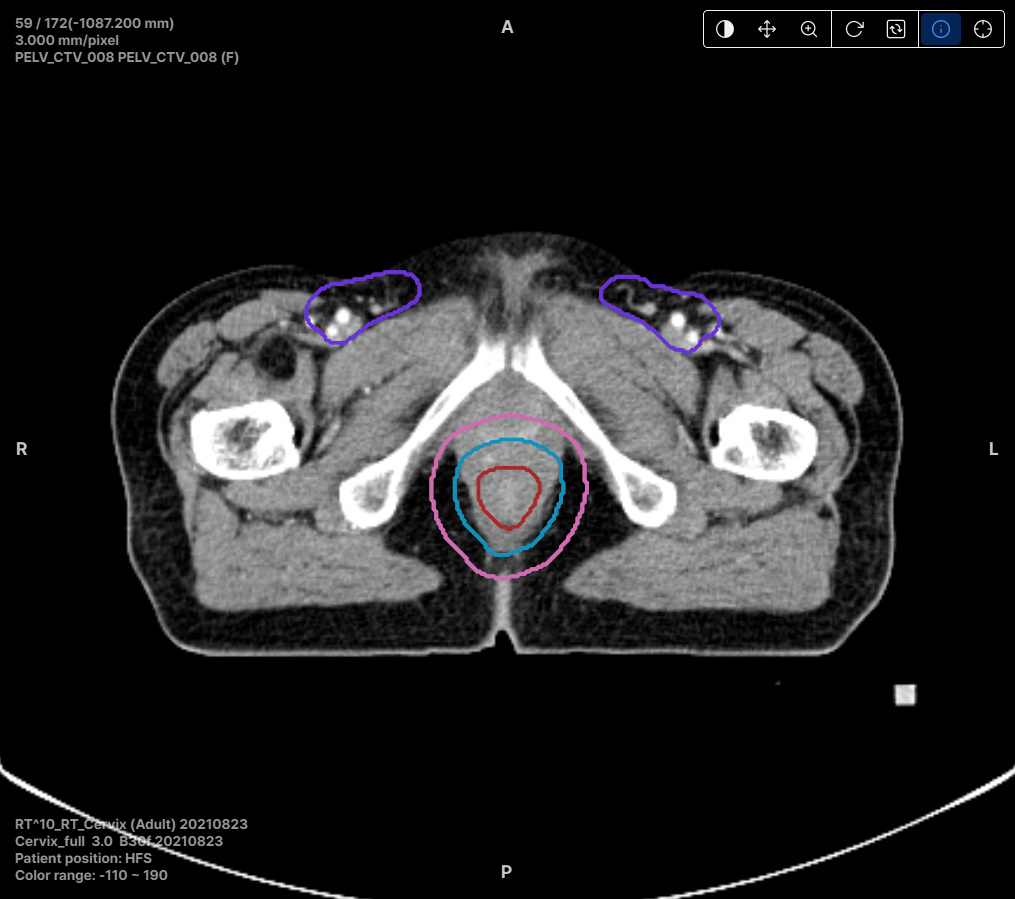 59 / 172(-1087.200 mm)
3.000 mm/pixel
PELV_CTV_008 PELV_CTV_008 (F)
A
R
L
RT^10_RT_Cervix (Adult) 20210823
Cervix_full 3.0 B30f 20210823
Patient position: HFS
Color range: -110 ~ 190
P